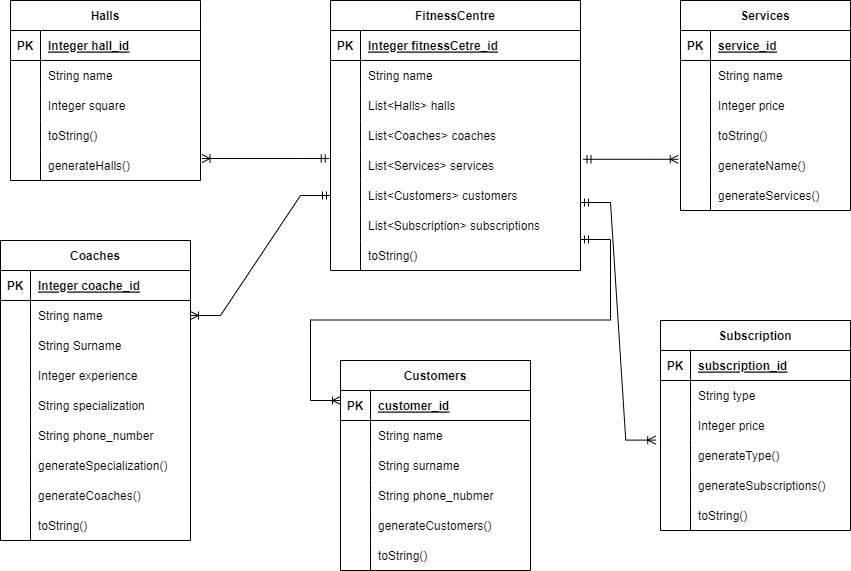 Halls
PK Integer hall_id
String name
Integer square
toString()
generateHalls()
FitnessCentre
PK Integer fitnessCetre_id
String name
List<Halls> halls
List<Coaches> coaches
List<Services> services
List<Customers> customers
List<Subscription> subscriptions
toString()
Services
PK service_id
String name
Integer price
toString()
generateName()
generateServices()
Coaches
PK Integer coache_id
String name
String Surname
Integer experience
String specialization
String phone_number
generateSpecialization()
generateCoaches()
toString()
Customers
PK customer_id
String name
String surname
String phone_nubmer
generateCustomers()
toString()
Subscription
PK subscription_id
String type
Integer price
generateType()
generateSubscriptions()
toString()